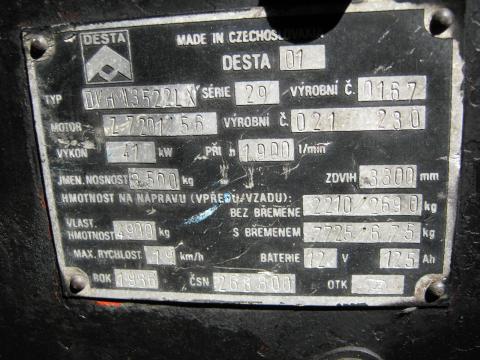 DESTA
MADE IN CZECHOSLOVAKIA
DESTA 01
TYP DVHM3522LK SÉRIE 29 VÝROBNÍ Č. 0167
MOTOR Z 7201 56 VÝROBNÍ Č. 021 230
VÝKON 41 kW PŘI n 1900 1/min
JMEN. NOSNOST 3500 kg ZDVIH 3300 mm
HMOTNOST NA NÁPRAVU (VPŘEDU/VZADU):
BEZ BŘEMENE 2210/2690 kg
VLAST. HMOTNOST 4900 kg S BŘEMENEM 7725/675 kg
MAX. RYCHLOST 19 km/h BATERIE 12 V 125 Ah
ROK 1986 ČSN 268800 OTK